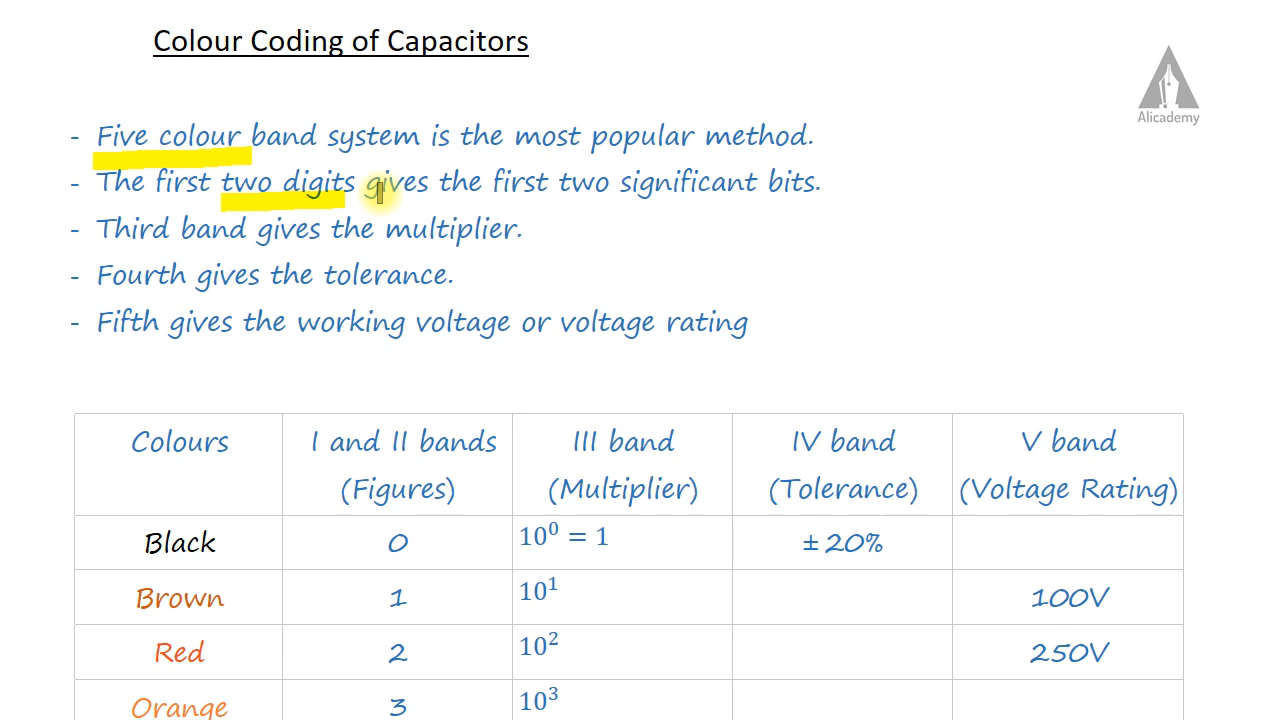 Colour Coding of Capacitors
Alicademy
- Five colour band system is the most popular method.
- The first two digits gives the first two significant bits.
- Third band gives the multiplier.
- Fourth gives the tolerance.
- Fifth gives the working voltage or voltage rating
Colours I and II bands (Figures) III band (Multiplier) IV band (Tolerance) V band (Voltage Rating)
Black 0 10⁰ = 1 ± 20%
Brown 1 10¹ 100V
Red 2 10² 250V
Orange 3 10³